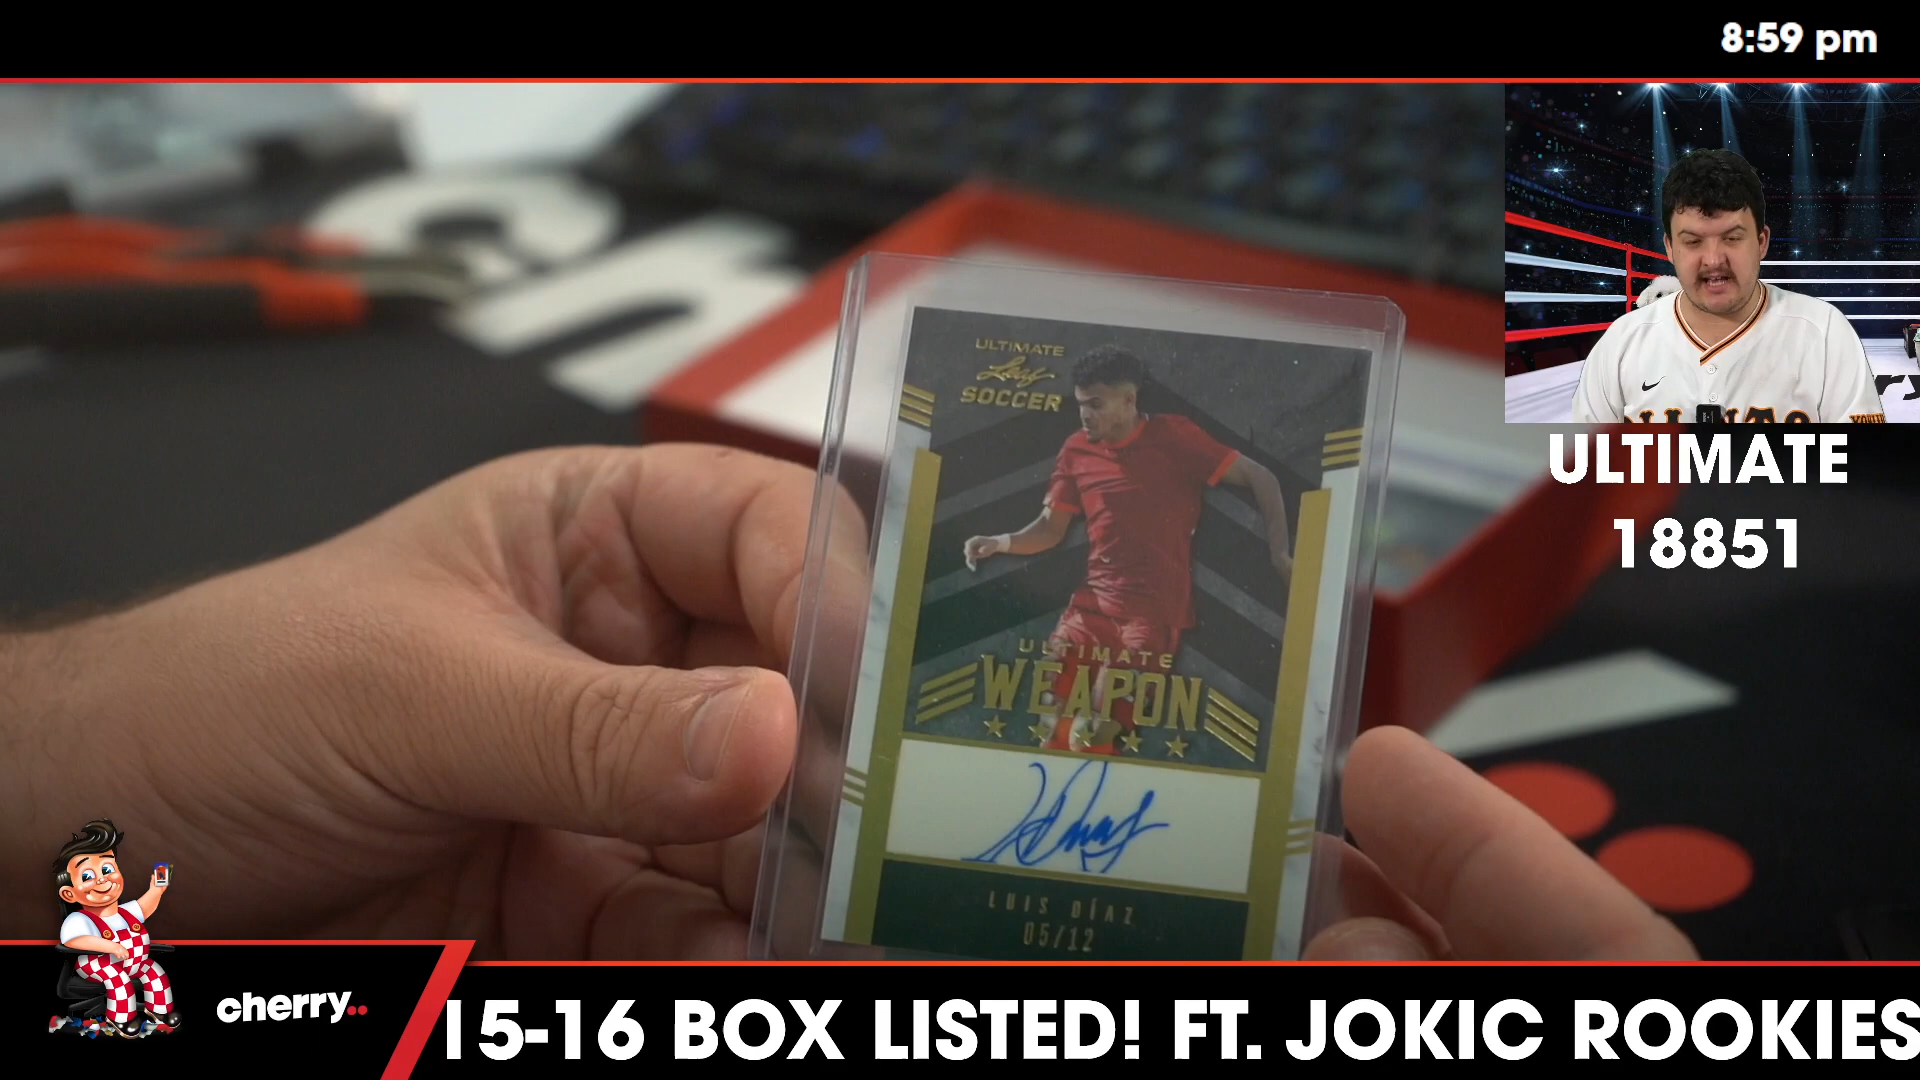 8:59 pm
ULTIMATE
Leaf
SOCCER
ULTIMATE
WEAPON
LUIS DÍAZ
05/12
ULTIMATE
18851
cherry..
15-16 BOX LISTED! FT. JOKIC ROOKIES